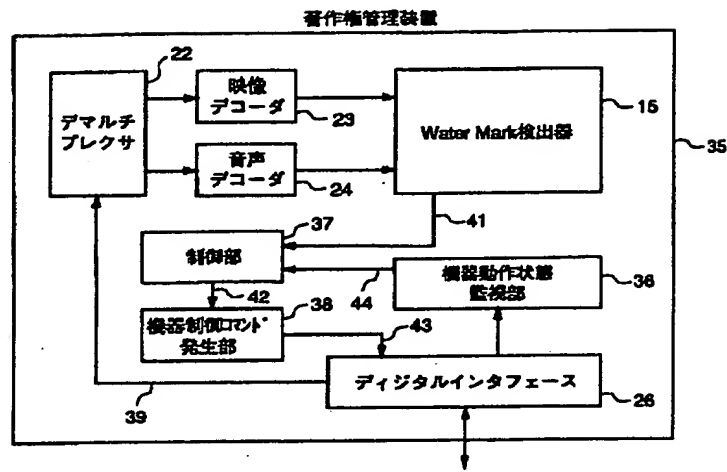 著作権管理装置
22
デマルチ
プレクサ
映像
デコーダ
23
音声
デコーダ
24
Water Mark検出器
15
35
41
37
制御部
42
44
機器動作状態
監視部
36
38
機器制御コマンド
発生部
43
ディジタルインタフェース
26
39